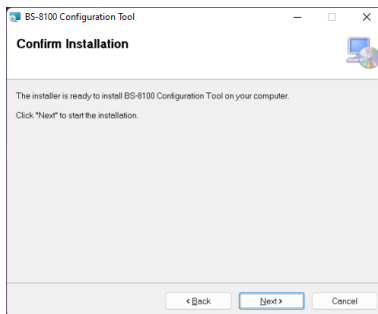 BS-8100 Configuration Tool
Confirm Installation
The installer is ready to install BS-8100 Configuration Tool on your computer.
Click "Next" to start the installation.
< Back
Next >
Cancel